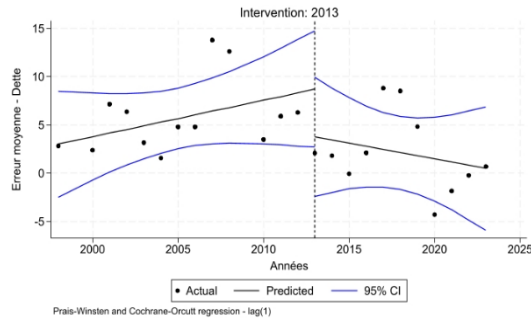 Intervention: 2013
15
10
5
0
-5
Erreur moyenne - Dette
2000
2005
2010
2015
2020
2025
Années
Actual
Predicted
95% CI
Prais-Winsten and Cochrane-Orcutt regression - lag(1)